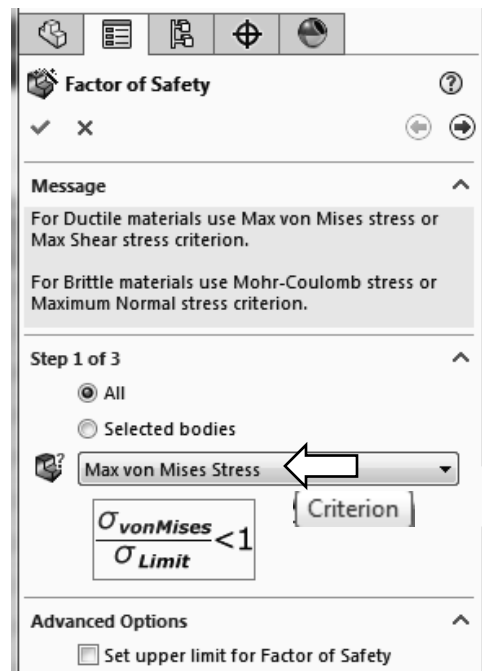 Factor of Safety
Message
For Ductile materials use Max von Mises stress or
Max Shear stress criterion.
For Brittle materials use Mohr-Coulomb stress or
Maximum Normal stress criterion.
Step 1 of 3
All
Selected bodies
Max von Mises Stress
Criterion
σvonMises
<1
σLimit
Advanced Options
Set upper limit for Factor of Safety